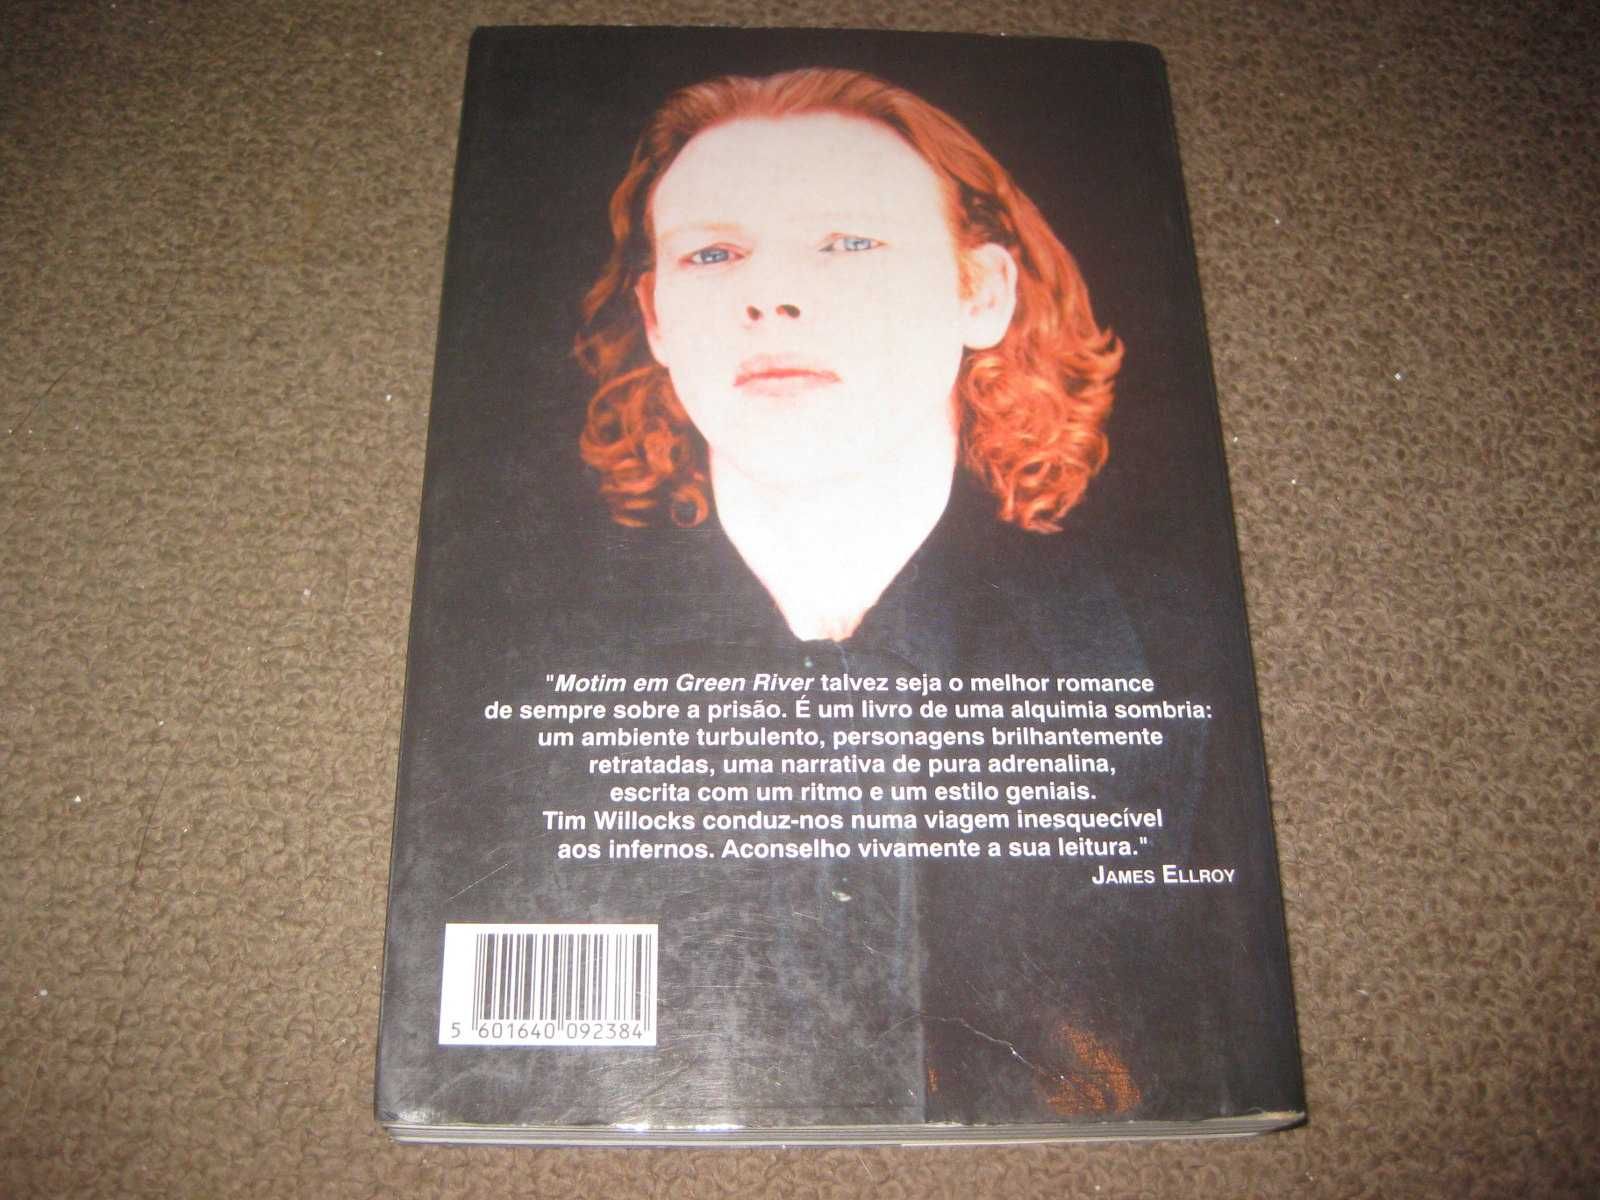 "Motim em Green River talvez seja o melhor romance
de sempre sobre a prisão. É um livro de uma alquimia sombria:
um ambiente turbulento, personagens brilhantemente
retratadas, uma narrativa de pura adrenalina,
escrita com um ritmo e um estilo geniais.
Tim Willocks conduz-nos numa viagem inesquecível
aos infernos. Aconselho vivamente a sua leitura."
JAMES ELLROY
5 601640 092384